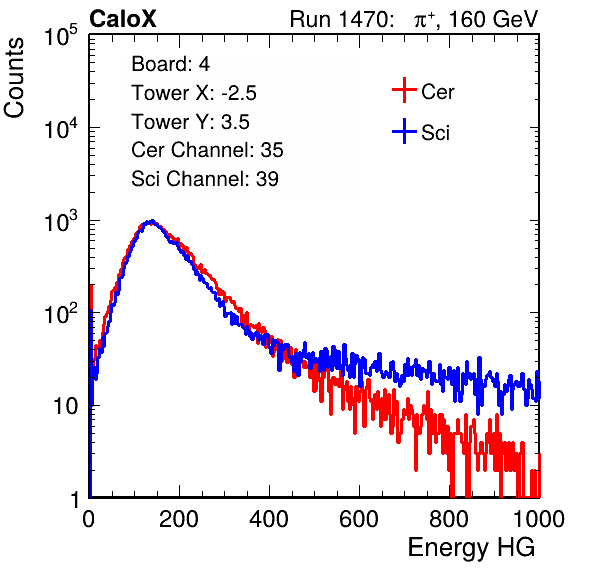 CaloX Run 1470: π⁺, 160 GeV
Counts
10⁵
10⁴
10³
10²
10
1
Board: 4
Tower X: -2.5
Tower Y: 3.5
Cer Channel: 35
Sci Channel: 39
Cer
Sci
0 200 400 600 800 1000
Energy HG